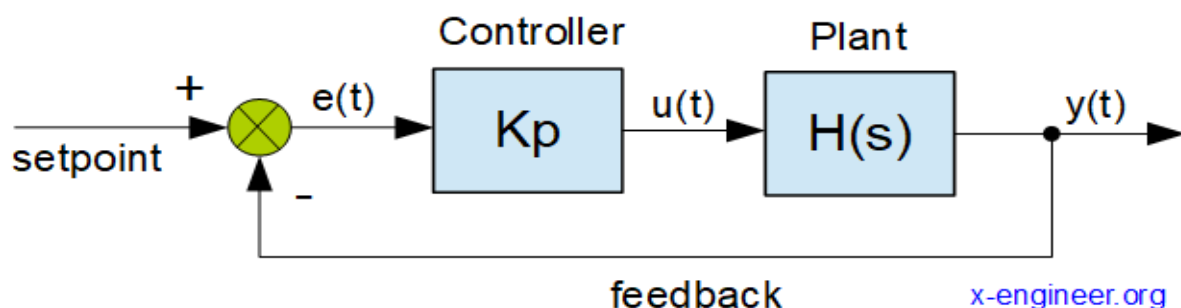 Controller
Plant
+
e(t)
u(t)
y(t)
setpoint
Kp
H(s)
-
feedback
x-engineer.org